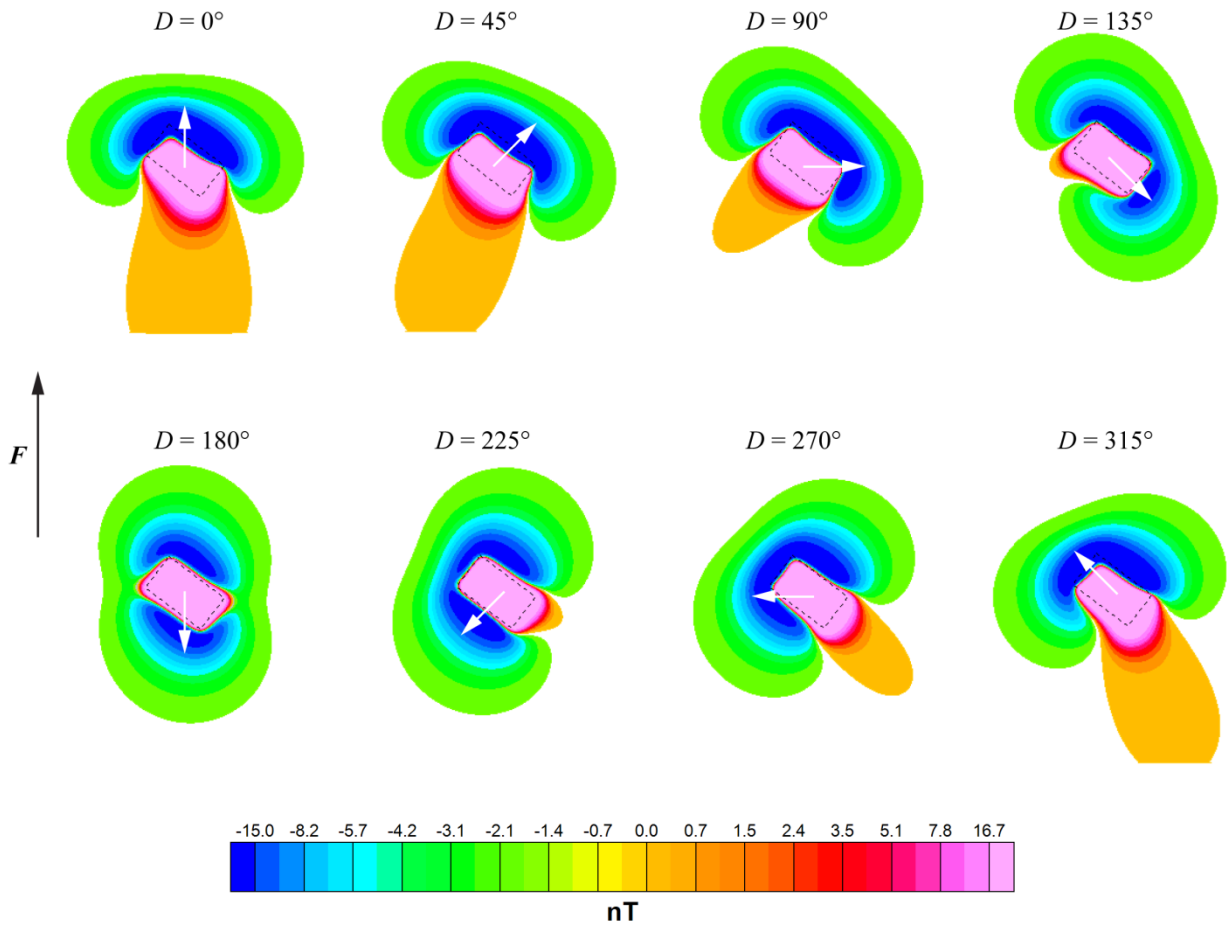 D = 0° D = 45° D = 90° D = 135°
F
D = 180° D = 225° D = 270° D = 315°
-15.0 -8.2 -5.7 -4.2 -3.1 -2.1 -1.4 -0.7 0.0 0.7 1.5 2.4 3.5 5.1 7.8 16.7
nT